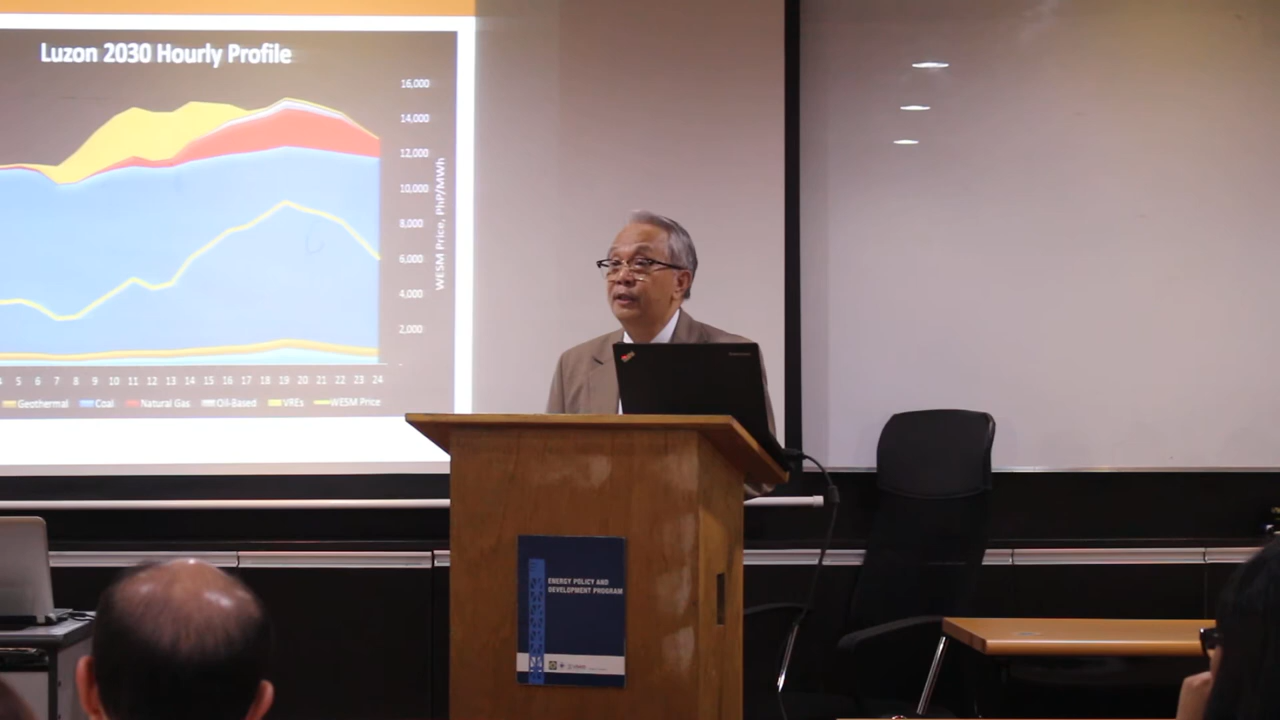 Luzon 2030 Hourly Profile
16,000
14,000
12,000
10,000
8,000
6,000
4,000
2,000
WESM Price, PhP/MWh
5 6 7 8 9 10 11 12 13 14 15 16 17 18 19 20 21 22 23 24
Geothermal Coal Natural Gas Oil-Based VREs WESM Price
ENERGY POLICY AND
DEVELOPMENT PROGRAM